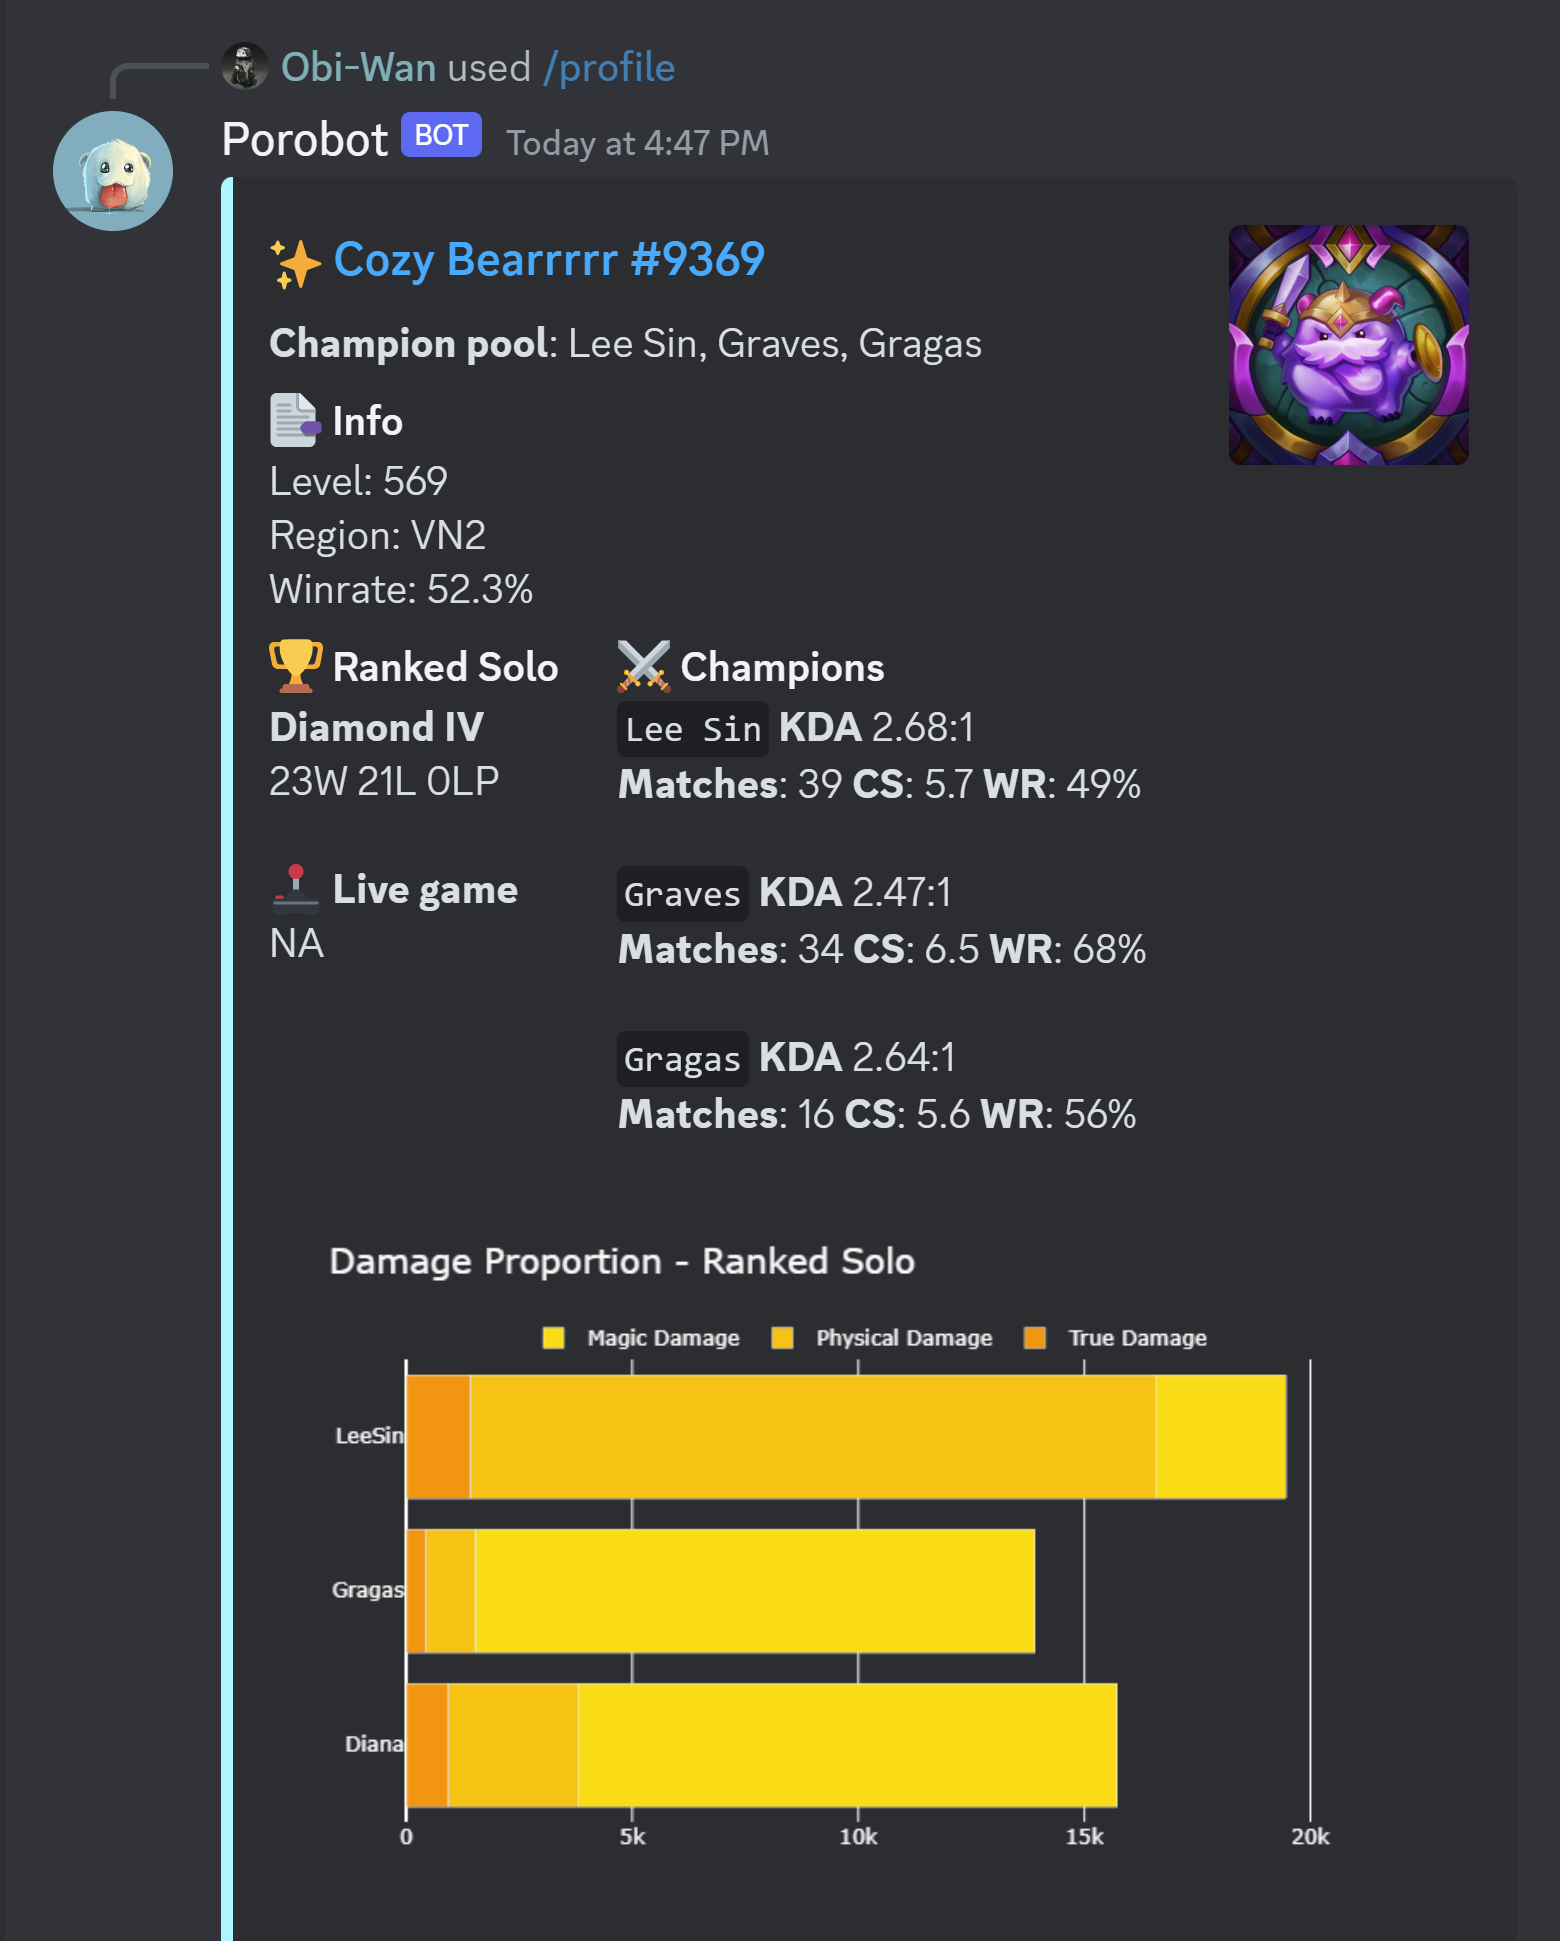 Obi-Wan used /profile
Porobot BOT Today at 4:47 PM
Cozy Bearrrrr #9369
Champion pool: Lee Sin, Graves, Gragas
Info
Level: 569
Region: VN2
Winrate: 52.3%
Ranked Solo
Diamond IV
23W 21L 0LP
Live game
NA
Champions
Lee Sin KDA 2.68:1
Matches: 39 CS: 5.7 WR: 49%
Graves KDA 2.47:1
Matches: 34 CS: 6.5 WR: 68%
Gragas KDA 2.64:1
Matches: 16 CS: 5.6 WR: 56%
Damage Proportion - Ranked Solo
Magic Damage Physical Damage True Damage
LeeSin
Gragas
Diana
0 5k 10k 15k 20k